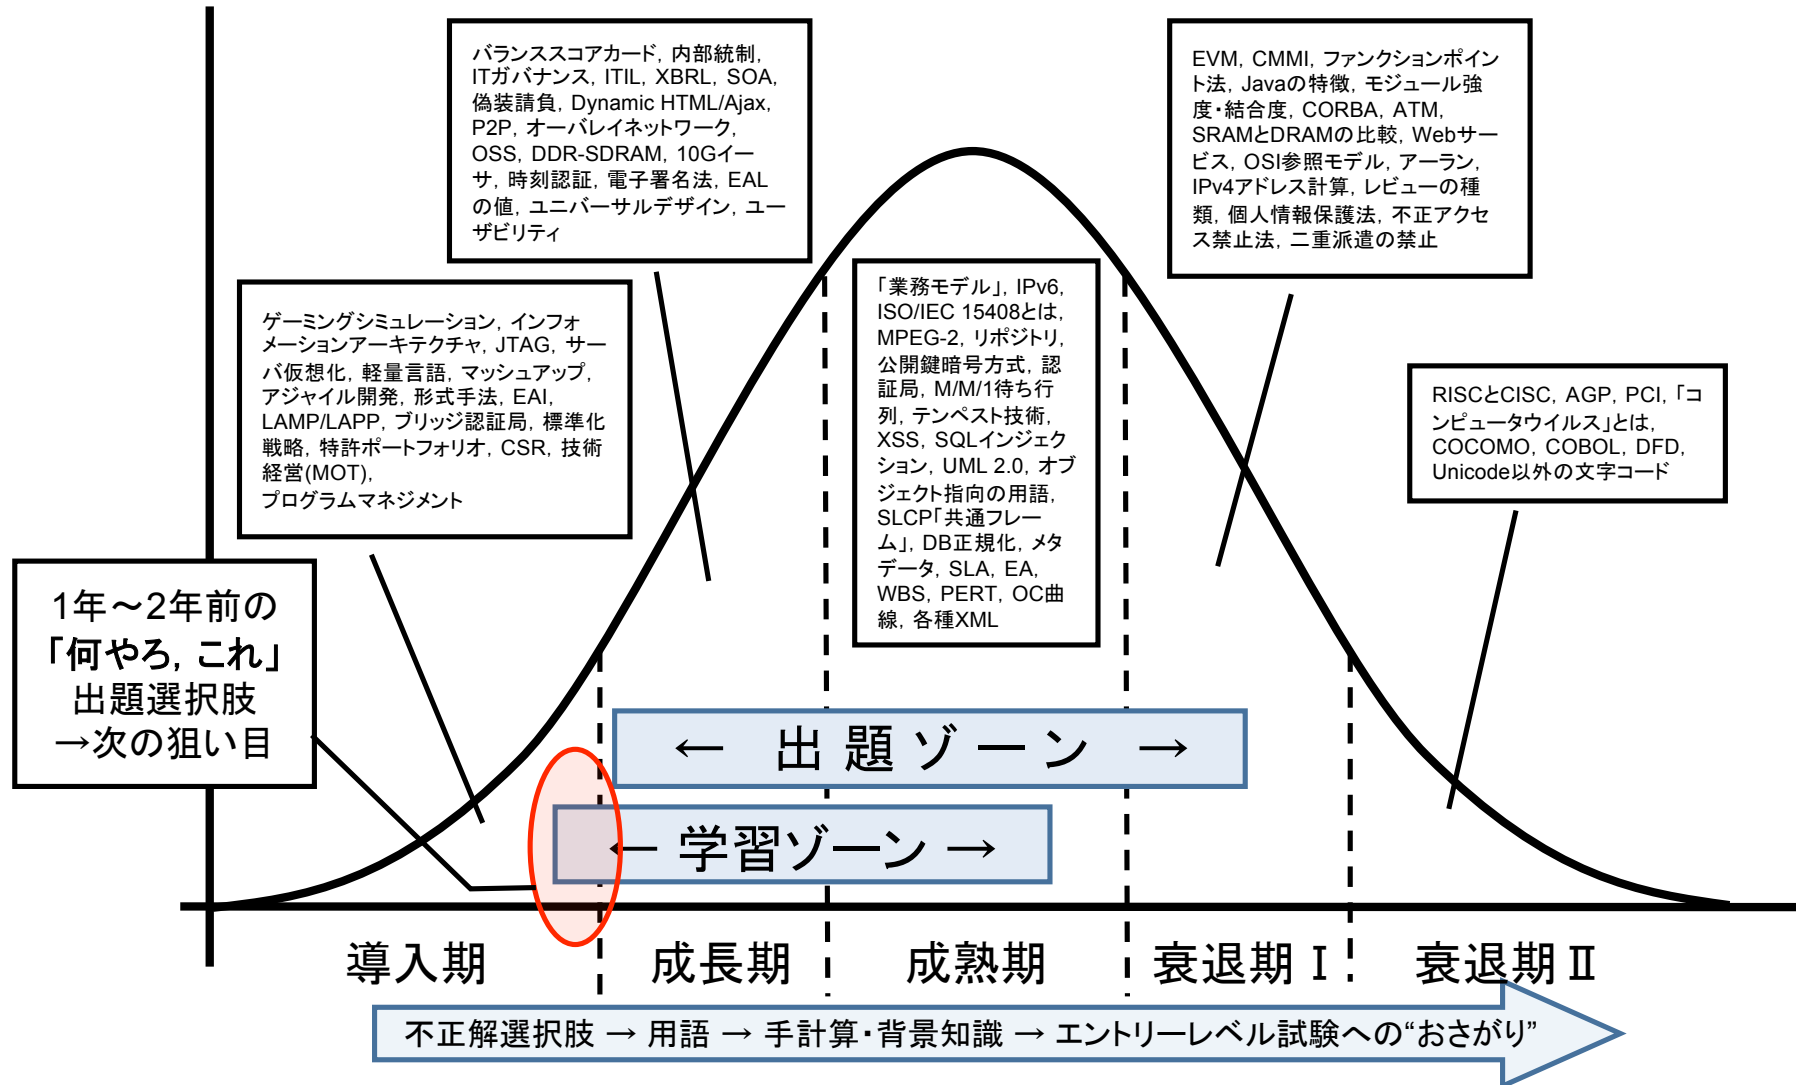 バランススコアカード, 内部統制,
ITガバナンス, ITIL, XBRL, SOA,
偽装請負, Dynamic HTML/Ajax,
P2P, オーバレイネットワーク,
OSS, DDR-SDRAM, 10Gイー
サ, 時刻認証, 電子署名法, EAL
の値, ユニバーサルデザイン, ユー
ザビリティ
EVM, CMMI, ファンクションポイン
ト法, Javaの特徴, モジュール強
度・結合度, CORBA, ATM,
SRAMとDRAMの比較, Webサー
ビス, OSI参照モデル, アーラン,
IPv4アドレス計算, レビューの種
類, 個人情報保護法, 不正アクセ
ス禁止法, 二重派遣の禁止
ゲーミングシミュレーション, インフォ
メーションアーキテクチャ, JTAG, サー
バ仮想化, 軽量言語, マッシュアップ,
アジャイル開発, 形式手法, EAI,
LAMP/LAPP, ブリッジ認証局, 標準化
戦略, 特許ポートフォリオ, CSR, 技術
経営(MOT),
プログラムマネジメント
「業務モデル」, IPv6,
ISO/IEC 15408とは,
MPEG-2, リポジトリ,
公開鍵暗号方式, 認
証局, M/M/1待ち行
列, テンペスト技術,
XSS, SQLインジェク
ション, UML 2.0, オブ
ジェクト指向の用語,
SLCP「共通フレー
ム」, DB正規化, メタ
データ, SLA, EA,
WBS, PERT, OC曲
線, 各種XML
RISCとCISC, AGP, PCI, 「コ
ンピュータウイルス」とは,
COCOMO, COBOL, DFD,
Unicode以外の文字コード
1年～2年前の
「何やろ, これ」
出題選択肢
→次の狙い目
← 出題ゾーン →
← 学習ゾーン →
導入期 成長期 成熟期 衰退期Ⅰ 衰退期Ⅱ
不正解選択肢 → 用語 → 手計算・背景知識 → エントリーレベル試験への“おさがり”